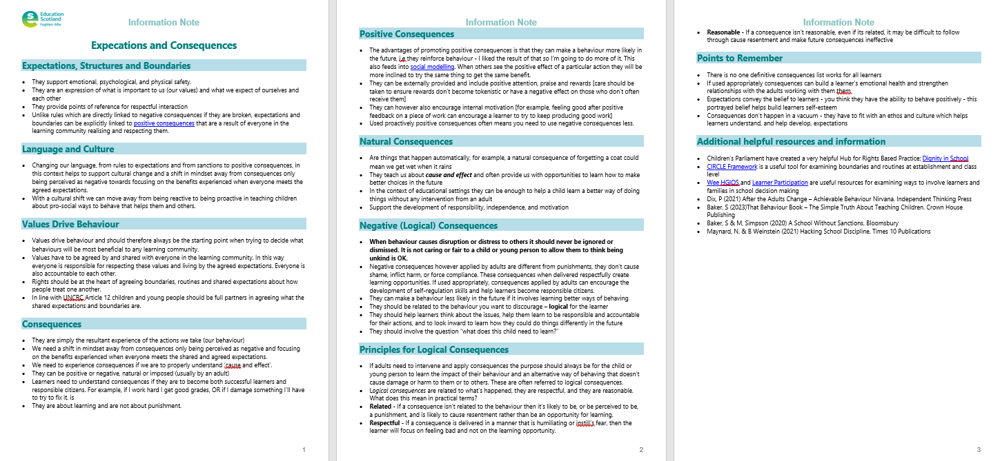 Education
Scotland
Foghlam Alba
Information Note
Expecations and Consequences
Expectations, Structures and Boundaries
• They support emotional, psychological, and physical safety.
• They are an expression of what is important to us (our values) and what we expect of ourselves and
each other
• They provide points of reference for respectful interaction
• Unlike rules which are directly linked to negative consequences if they are broken, expectations and
boundaries can be explicitly linked to positive consequences that are a result of everyone in the
learning community realising and respecting them.
Language and Culture
• Changing our language, from rules to expectations and from sanctions to positive consequences, in
this context helps to support cultural change and a shift in mindset away from consequences only
being perceived as negative towards focusing on the benefits experienced when everyone meets the
agreed expectations.
• With a cultural shift we can move away from being reactive to being proactive in teaching children
about pro-social ways to behave that helps them and others.
Values Drive Behaviour
• Values drive behaviour and should therefore always be the starting point when trying to decide what
behaviours will be most beneficial to any learning community.
• Values have to be agreed by and shared with everyone in the learning community. In this way
everyone is responsible for respecting these values and living by the agreed expectations. Everyone is
also accountable to each other.
• Rights should be at the heart of agreeing boundaries, routines and shared expectations about how
people treat one another.
• In line with UNCRC Article 12 children and young people should be full partners in agreeing what the
shared expectations and boundaries are.
Consequences
• They are simply the resultant experience of the actions we take (our behaviour)
• We need a shift in mindset away from consequences only being perceived as negative and focusing
on the benefits experienced when everyone meets the shared and agreed expectations.
• We need to experience consequences if we are to properly understand 'cause and effect'.
• They can be positive or negative, natural or imposed (usually by an adult)
• Learners need to understand consequences if they are to become both successful learners and
responsible citizens. For example, if I work hard I get good grades, OR if I damage something I'll have
to try to fix it. is
• They are about learning and are not about punishment.
1
Information Note
Positive Consequences
• The advantages of promoting positive consequences is that they can make a behaviour more likely in
the future, i.e they reinforce behaviour - I liked the result of that so I'm going to do more of it. This
also feeds into social modelling. When others see the positive effect of a particular action they will be
more inclined to try the same thing to get the same benefit.
• They can be externally provided and include positive attention, praise and rewards [care should be
taken to ensure rewards don't become tokenistic or have a negative effect on those who don't often
receive them]
• They can however also encourage internal motivation [for example, feeling good after positive
feedback on a piece of work can encourage a learner to try to keep producing good work]
• Used proactively positive consequences often means you need to use negative consequences less.
Natural Consequences
• Are things that happen automatically, for example, a natural consequence of forgetting a coat could
mean we get wet when it rains
• They teach us about cause and effect and often provide us with opportunities to learn how to make
better choices in the future
• In the context of educational settings they can be enough to help a child learn a better way of doing
things without any intervention from an adult
• Support the development of responsibility, independence, and motivation
Negative (Logical) Consequences
• When behaviour causes disruption or distress to others it should never be ignored or
dismissed. It is not caring or fair to a child or young person to allow them to think being
unkind is OK.
• Negative consequences however applied by adults are different from punishments, they don't cause
shame, inflict harm, or force compliance. These consequences when delivered respectfully create
learning opportunities. If used appropriately, consequences applied by adults can encourage the
development of self-regulation skills and help learners become responsible citizens.
• They can make a behaviour less likely in the future if it involves learning better ways of behaving
• They should be related to the behaviour you want to discourage – logical for the learner
• They should help learners think about the issues, help them learn to be responsible and accountable
for their actions, and to look inward to learn how they could do things differently in the future
• They should involve the question "what does this child need to learn?"
Principles for Logical Consequences
• If adults need to intervene and apply consequences the purpose should always be for the child or
young person to learn the impact of their behaviour and an alternative way of behaving that doesn't
cause damage or harm to them or to others. These are often referred to logical consequences.
• Logical consequences are related to what's happened, they are respectful, and they are reasonable.
What does this mean in practical terms?
• Related - If a consequence isn't related to the behaviour then it's likely to be, or be perceived to be,
a punishment, and is likely to cause resentment rather than be an opportunity for learning.
• Respectful - If a consequence is delivered in a manner that is humiliating or instill's fear, then the
learner will focus on feeling bad and not on the learning opportunity.
2
Information Note
• Reasonable - If a consequence isn't reasonable, even if its related, it may be difficult to follow
through cause resentment and make future consequences ineffective
Points to Remember
• There is no one definitive consequences list works for all learners
• If used appropriately consequences can build a learner's emotional health and strengthen
relationships with the adults working with them them.
• Expectations convey the belief to learners - you think they have the ability to behave positively - this
portrayed belief helps build learners self-esteem
• Consequences don't happen in a vacuum - they have to fit with an ethos and culture which helps
learners understand, and help develop, expectations
Additional helpful resources and information
• Children's Parliament have created a very helpful Hub for Rights Based Practice: Dignity in School
• CIRCLE Framework is a useful tool for examining boundaries and routines at establishment and class
level
• Wee HGIOS and Learner Participation are useful resources for examining ways to involve learners and
families in school decision making
• Dix, P (2021) After the Adults Change – Achievable Behaviour Nirvana. Independent Thinking Press
• Baker, S (2023)That Behaviour Book – The Simple Truth About Teaching Children. Crown House
Publishing
• Baker, S & M, Simpson (2020) A School Without Sanctions. Bloomsbury
• Maynard, N. & B Weinstein (2021) Hacking School Discipline. Times 10 Publications
3